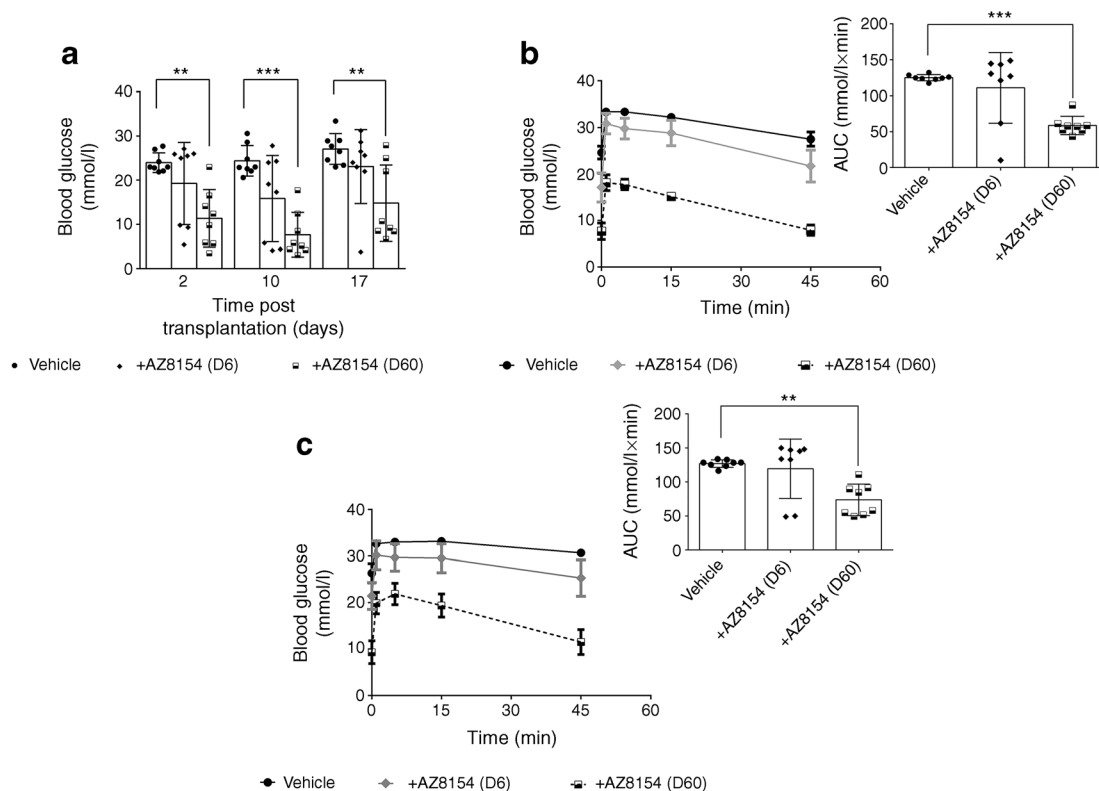 a
Blood glucose
(mmol/l)
40
30
20
10
0
**
***
**
2
10
17
Time post
transplantation (days)
Vehicle
+AZ8154 (D6)
+AZ8154 (D60)
b
Blood glucose
(mmol/l)
40
30
20
10
0
0
15
30
45
60
Time (min)
Vehicle
+AZ8154 (D6)
+AZ8154 (D60)
AUC (mmol/l×min)
200
150
100
50
0
***
Vehicle
+AZ8154 (D6)
+AZ8154 (D60)
c
Blood glucose
(mmol/l)
40
30
20
10
0
0
15
30
45
60
Time (min)
Vehicle
+AZ8154 (D6)
+AZ8154 (D60)
AUC (mmol/l×min)
200
150
100
50
0
**
Vehicle
+AZ8154 (D6)
+AZ8154 (D60)